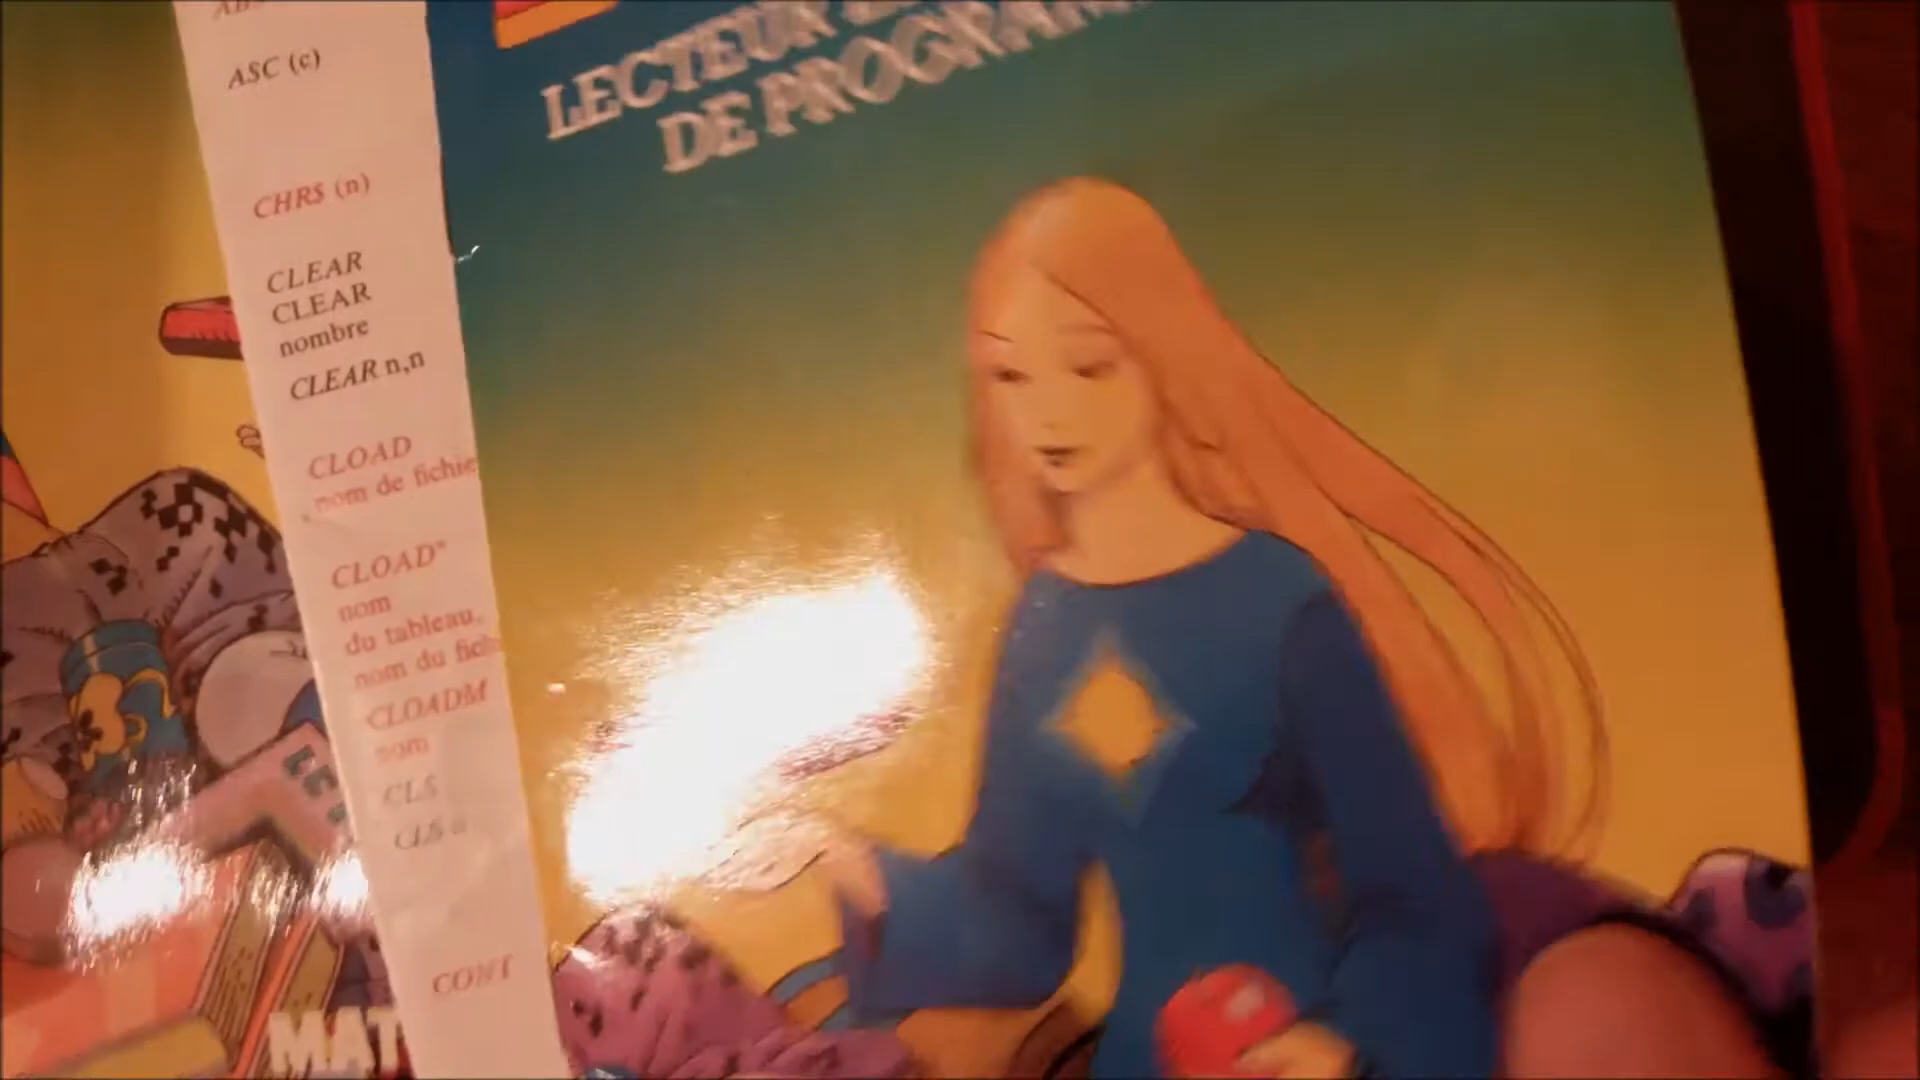 ASC (c)
CHR$ (n)
CLEAR
CLEAR
nombre
CLEAR n,n
CLOAD
nom de fichie
CLOAD*
nom
du tableau,
nom du fich
CLOADM
nom
CLS
CLS n
CONT
LECTEUR
DE PROGRAM
MAT